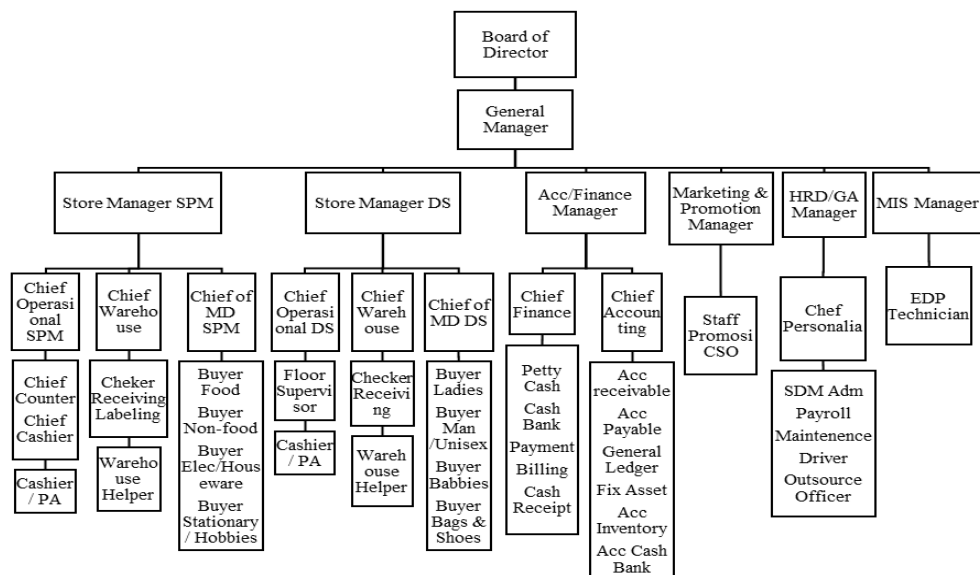 Board of
Director
General
Manager
Store Manager SPM
Store Manager DS
Acc/Finance
Manager
Marketing &
Promotion
Manager
HRD/GA
Manager
MIS Manager
Chief
Operasi
onal
SPM
Chief
Wareho
use
Chief of
MD
SPM
Chief
Operasi
onal DS
Chief
Wareho
use
Chief of
MD DS
Chief
Finance
Chief
Accoun
ting
Staff
Promosi
CSO
Chef
Personalia
EDP
Technician
Chief
Counter
Chief
Cashier
Cashier
/ PA
Cheker
Receiving
Labeling
Wareho
use
Helper
Buyer
Food
Buyer
Non-food
Buyer
Elec/Hous
eware
Buyer
Stationary
/ Hobbies
Floor
Supervi
sor
Cashier
/ PA
Checker
Receivi
ng
Wareh
ouse
Helper
Buyer
Ladies
Buyer
Man
/Unisex
Buyer
Babbies
Buyer
Bags &
Shoes
Petty Cash
Cash
Bank
Payment
Billing
Cash
Receipt
Acc
receivable
Acc
Payable
General
Ledger
Fix Asset
Acc
Inventory
Acc Cash
Bank
SDM Adm
Payroll
Maintenence
Driver
Outsource
Officer